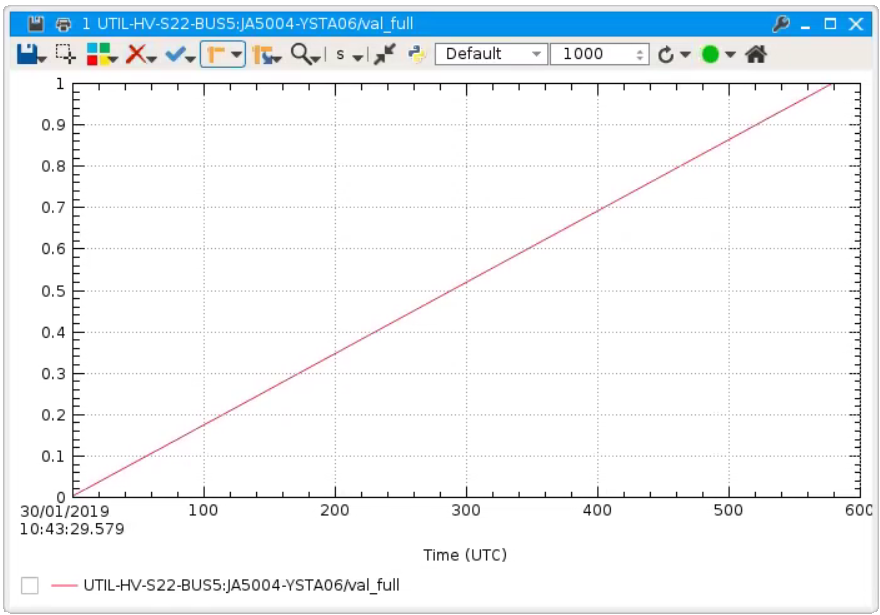 1 UTIL-HV-S22-BUS5:JA5004-YSTA06/val_full
s Default 1000
1
0.9
0.8
0.7
0.6
0.5
0.4
0.3
0.2
0.1
0
30/01/2019 100 200 300 400 500 600
10:43:29.579
Time (UTC)
UTIL-HV-S22-BUS5:JA5004-YSTA06/val_full